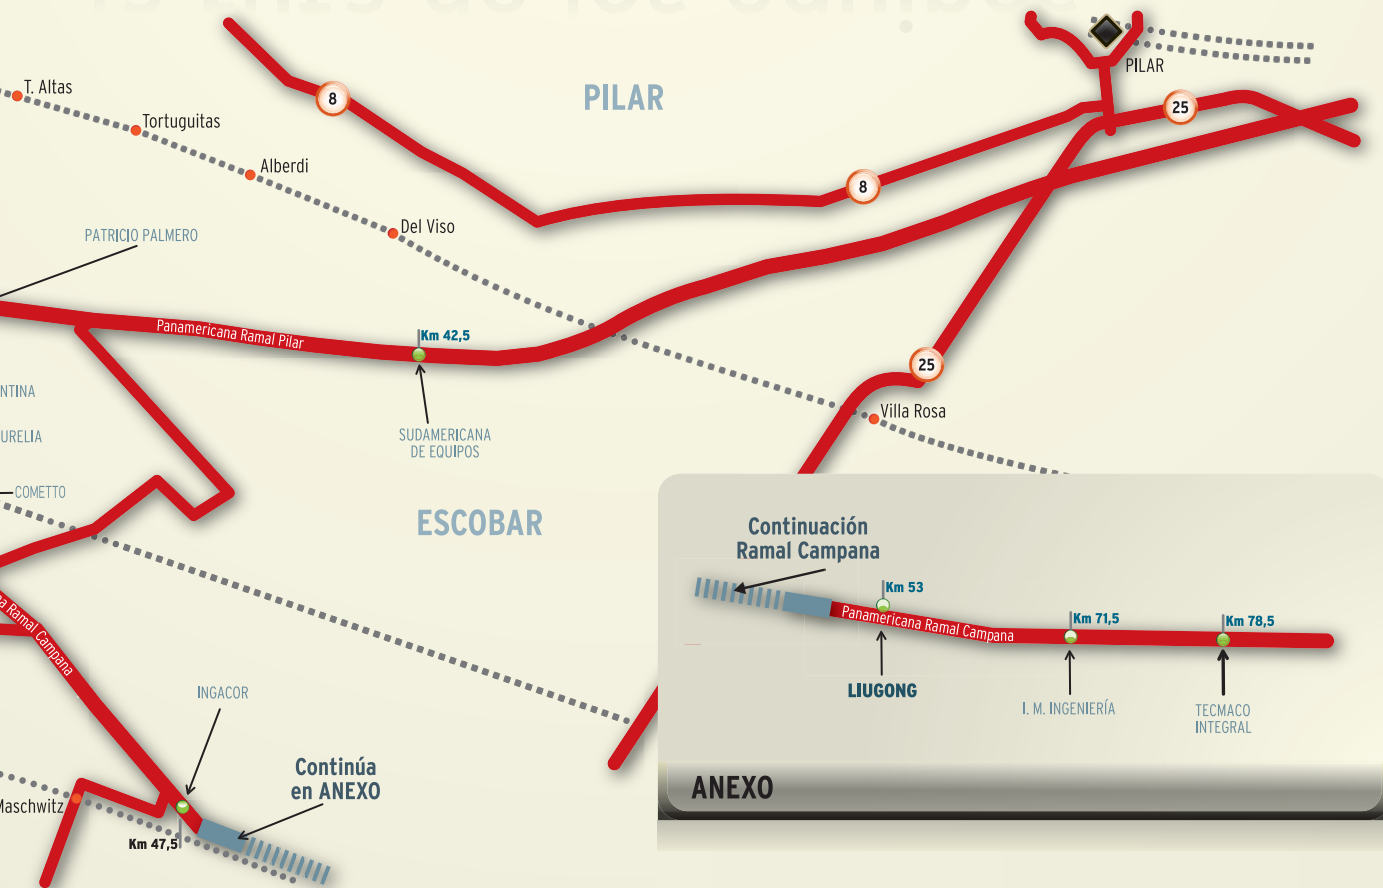 PILAR
T. Altas
8
PILAR
25
Tortuguitas
Alberdi
8
Del Viso
PATRICIO PALMERO
Panamericana Ramal Pilar
Km 42,5
25
NTINA
Villa Rosa
URELIA
SUDAMERICANA
DE EQUIPOS
COMETTO
ESCOBAR
Continuación
Ramal Campana
Km 53
Panamericana Ramal Campana
Km 71,5
Km 78,5
a Ramal Campana
LIUGONG
INGACOR
I. M. INGENIERÍA
TECMACO
INTEGRAL
Continúa
en ANEXO
ANEXO
Maschwitz
Km 47,5